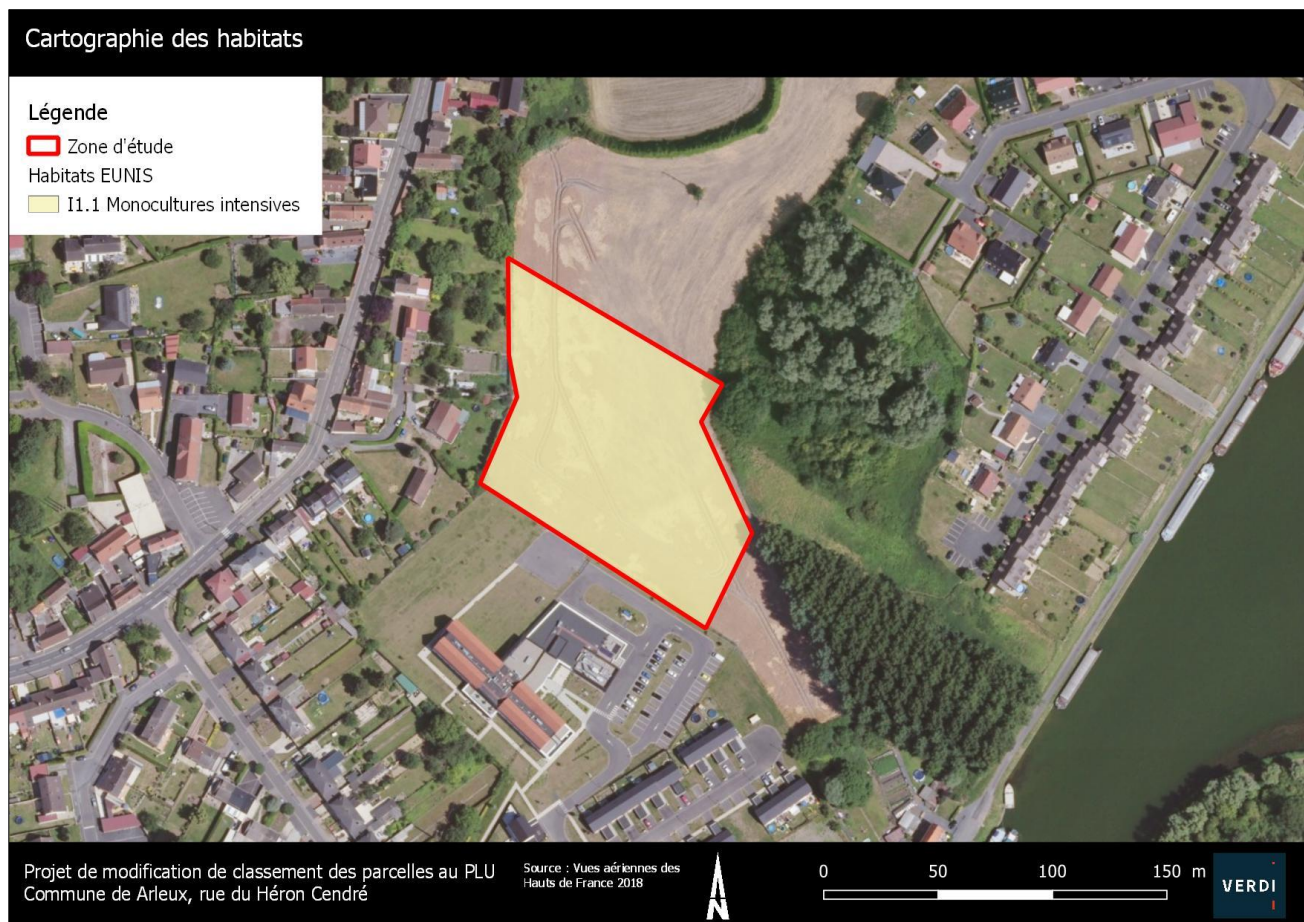 Cartographie des habitats
Légende
Zone d'étude
Habitats EUNIS
I1.1 Monocultures intensives
Projet de modification de classement des parcelles au PLU
Commune de Arleux, rue du Héron Cendré
Source : Vues aériennes des
Hauts de France 2018
N
0 50 100 150 m
VERDI